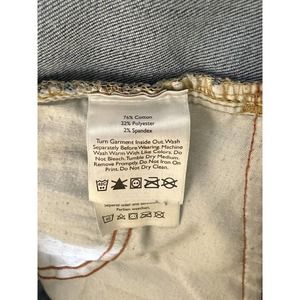 76% Cotton
22% Polyester
2% Spandex
Turn Garment Inside Out. Wash
Separately Before Wearing. Machine
Wash Warm With Like Colors. Do
Not Bleach. Tumble Dry Medium.
Remove Promptly. Do Not Iron On
Print. Do Not Dry Clean.